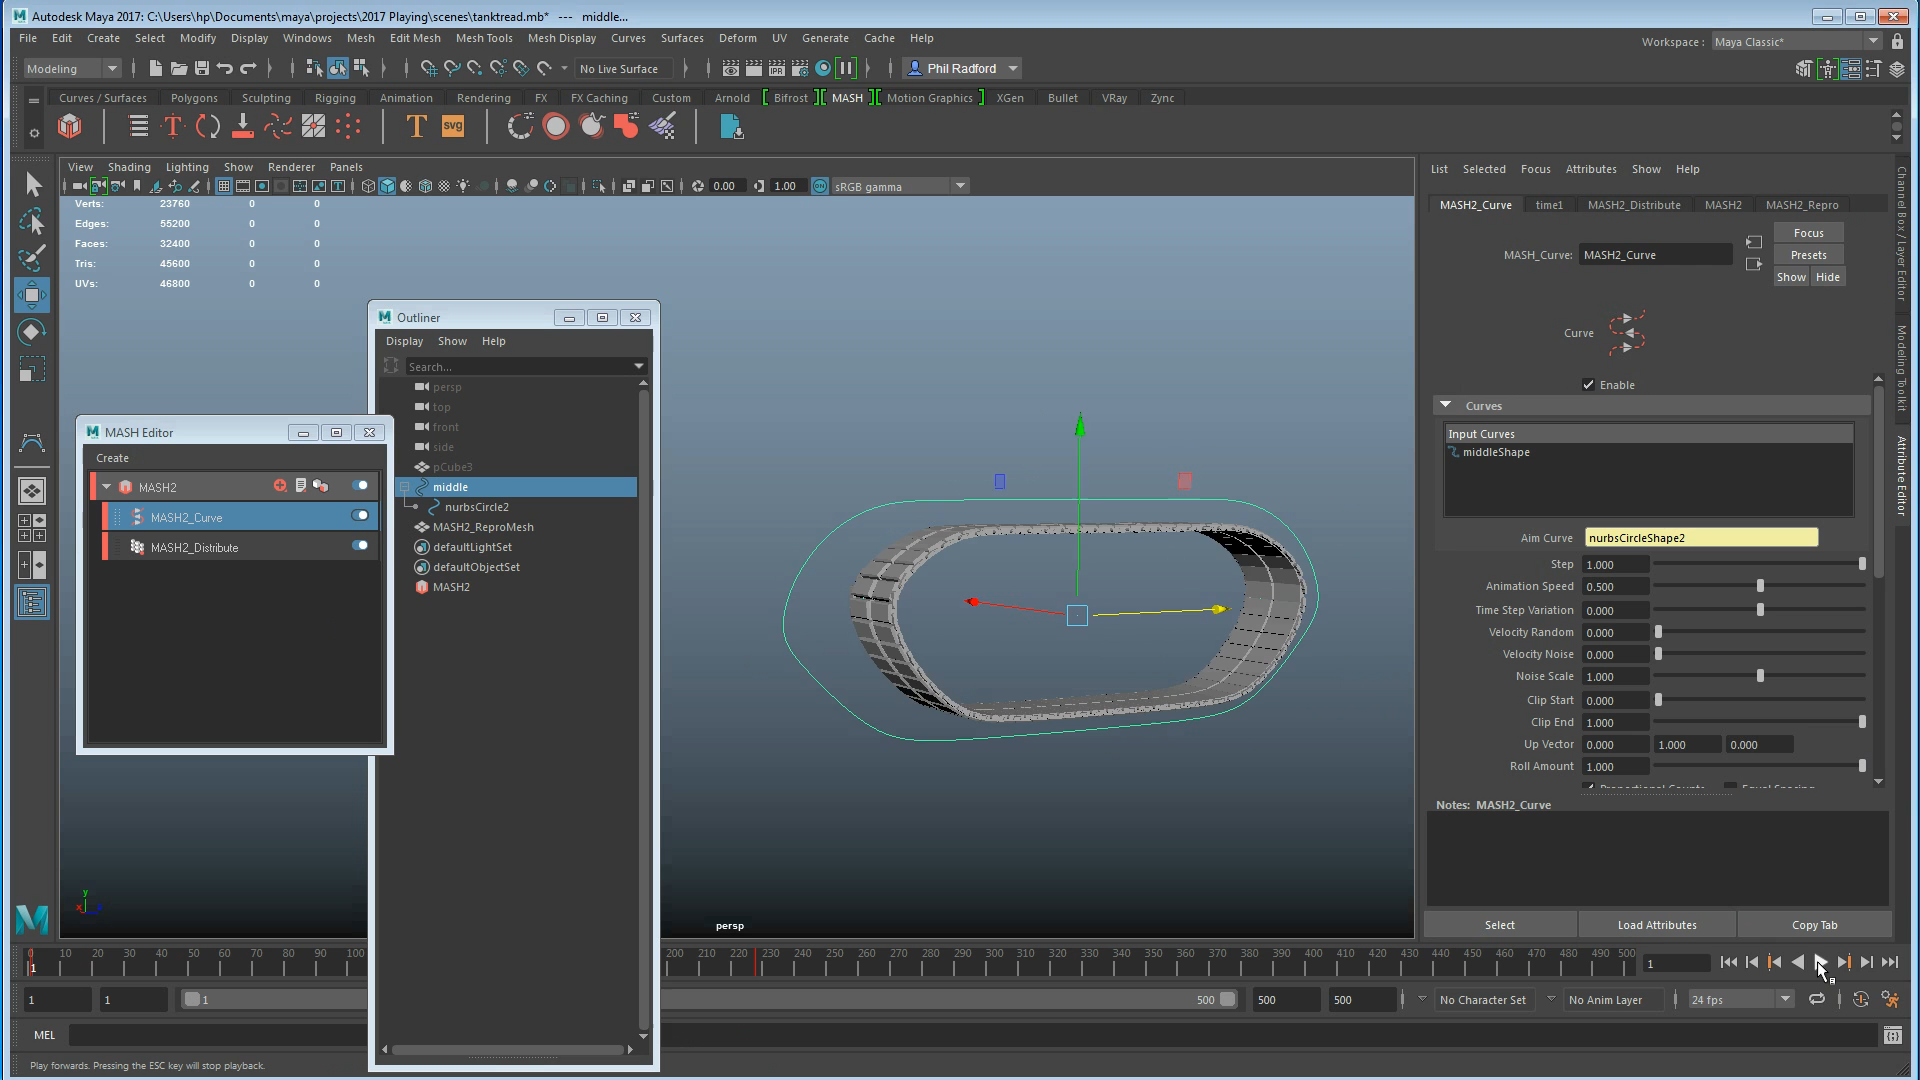 Autodesk Maya 2017: C:\Users\hp\Documents\maya\projects\2017 Playing\scenes\tanktread.mb* --- middle...
File Edit Create Select Modify Display Windows Mesh Edit Mesh Mesh Tools Mesh Display Curves Surfaces Deform UV Generate Cache Help
Workspace : Maya Classic*
Modeling No Live Surface Phil Radford
Curves / Surfaces Polygons Sculpting Rigging Animation Rendering FX FX Caching Custom Arnold Bifrost MASH Motion Graphics XGen Bullet VRay Zync
T T svg
IPR
View Shading Lighting Show Renderer Panels
0.00 1.00 ON sRGB gamma
Verts: 23760 0 0
Edges: 55200 0 0
Faces: 32400 0 0
Tris: 45600 0 0
UVs: 46800 0 0
Outliner
Display Show Help
Search...
persp
top
front
side
pCube3
middle
nurbsCircle2
MASH2_ReproMesh
defaultLightSet
defaultObjectSet
MASH2
MASH Editor
Create
MASH2
MASH2_Curve
MASH2_Distribute
y
x
persp
List Selected Focus Attributes Show Help
MASH2_Curve time1 MASH2_Distribute MASH2 MASH2_Repro
Focus
MASH_Curve: MASH2_Curve
Presets
Show Hide
Curve
Enable
Curves
Input Curves
middleShape
Aim Curve nurbsCircleShape2
Step 1.000
Animation Speed 0.500
Time Step Variation 0.000
Velocity Random 0.000
Velocity Noise 0.000
Noise Scale 1.000
Clip Start 0.000
Clip End 1.000
Up Vector 0.000 1.000 0.000
Roll Amount 1.000
Notes: MASH2_Curve
Select Load Attributes Copy Tab
Channel Box / Layer Editor
Modeling Toolkit
Attribute Editor
0 10 20 30 40 50 60 70 80 90 100 200 210 220 230 240 250 260 270 280 290 300 310 320 330 340 350 360 370 380 390 400 410 420 430 440 450 460 470 480 490 500
1
1
1 1 1 500 500 500 No Character Set No Anim Layer 24 fps
MEL
Play forwards. Pressing the ESC key will stop playback.